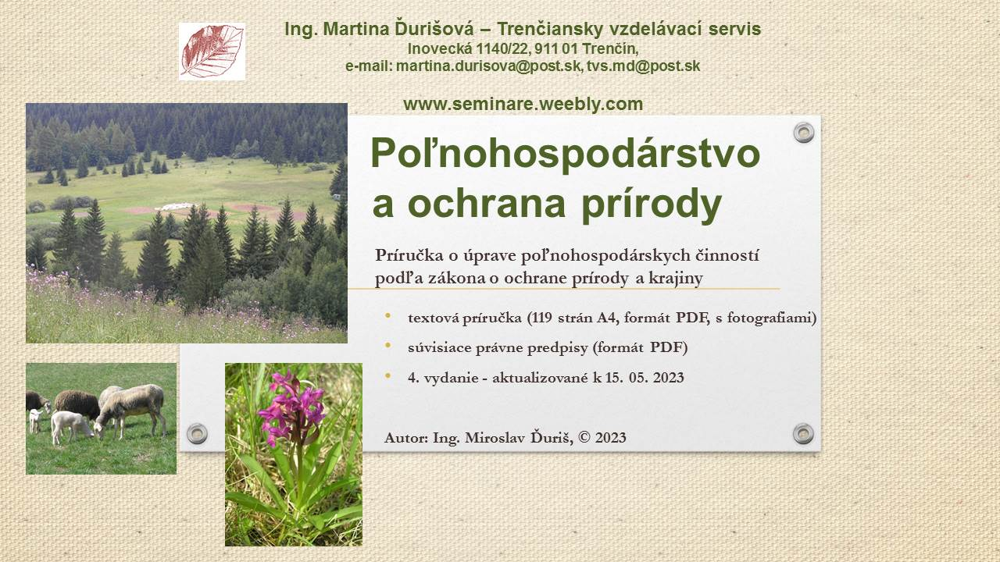 Ing. Martina Ďurišová – Trenčiansky vzdelávací servis
Inovecká 1140/22, 911 01 Trenčín,
e-mail: martina.durisova@post.sk, tvs.md@post.sk
www.seminare.weebly.com
Poľnohospodárstvo
a ochrana prírody
Príručka o úprave poľnohospodárskych činností
podľa zákona o ochrane prírody a krajiny
• textová príručka (119 strán A4, formát PDF, s fotografiami)
• súvisiace právne predpisy (formát PDF)
• 4. vydanie - aktualizované k 15. 05. 2023
Autor: Ing. Miroslav Ďuriš, © 2023